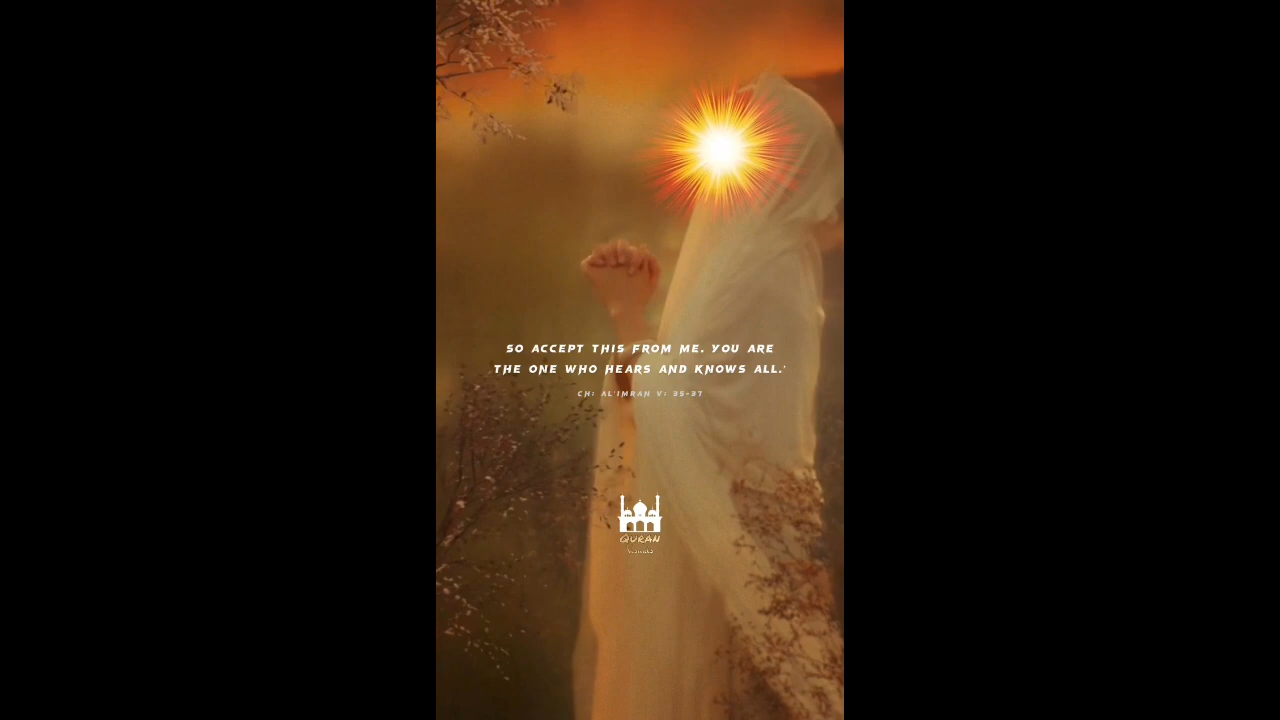 SO ACCEPT THIS FROM ME. YOU ARE
THE ONE WHO HEARS AND KNOWS ALL.'
CH: AL'IMRAN V: 35-37
QURAN